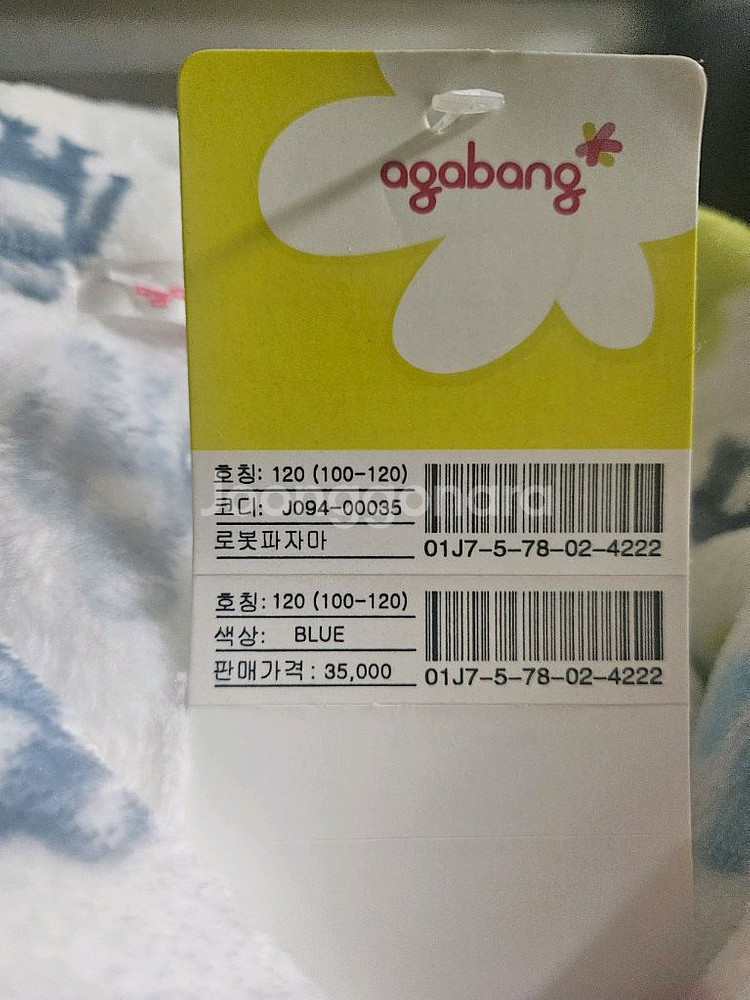 agabang
호칭: 120 (100-120)
코디: J094-00035
로봇파자마
01J7-5-78-02-4222
Joonggonara
호칭: 120 (100-120)
색상: BLUE
판매가격: 35,000
01J7-5-78-02-4222